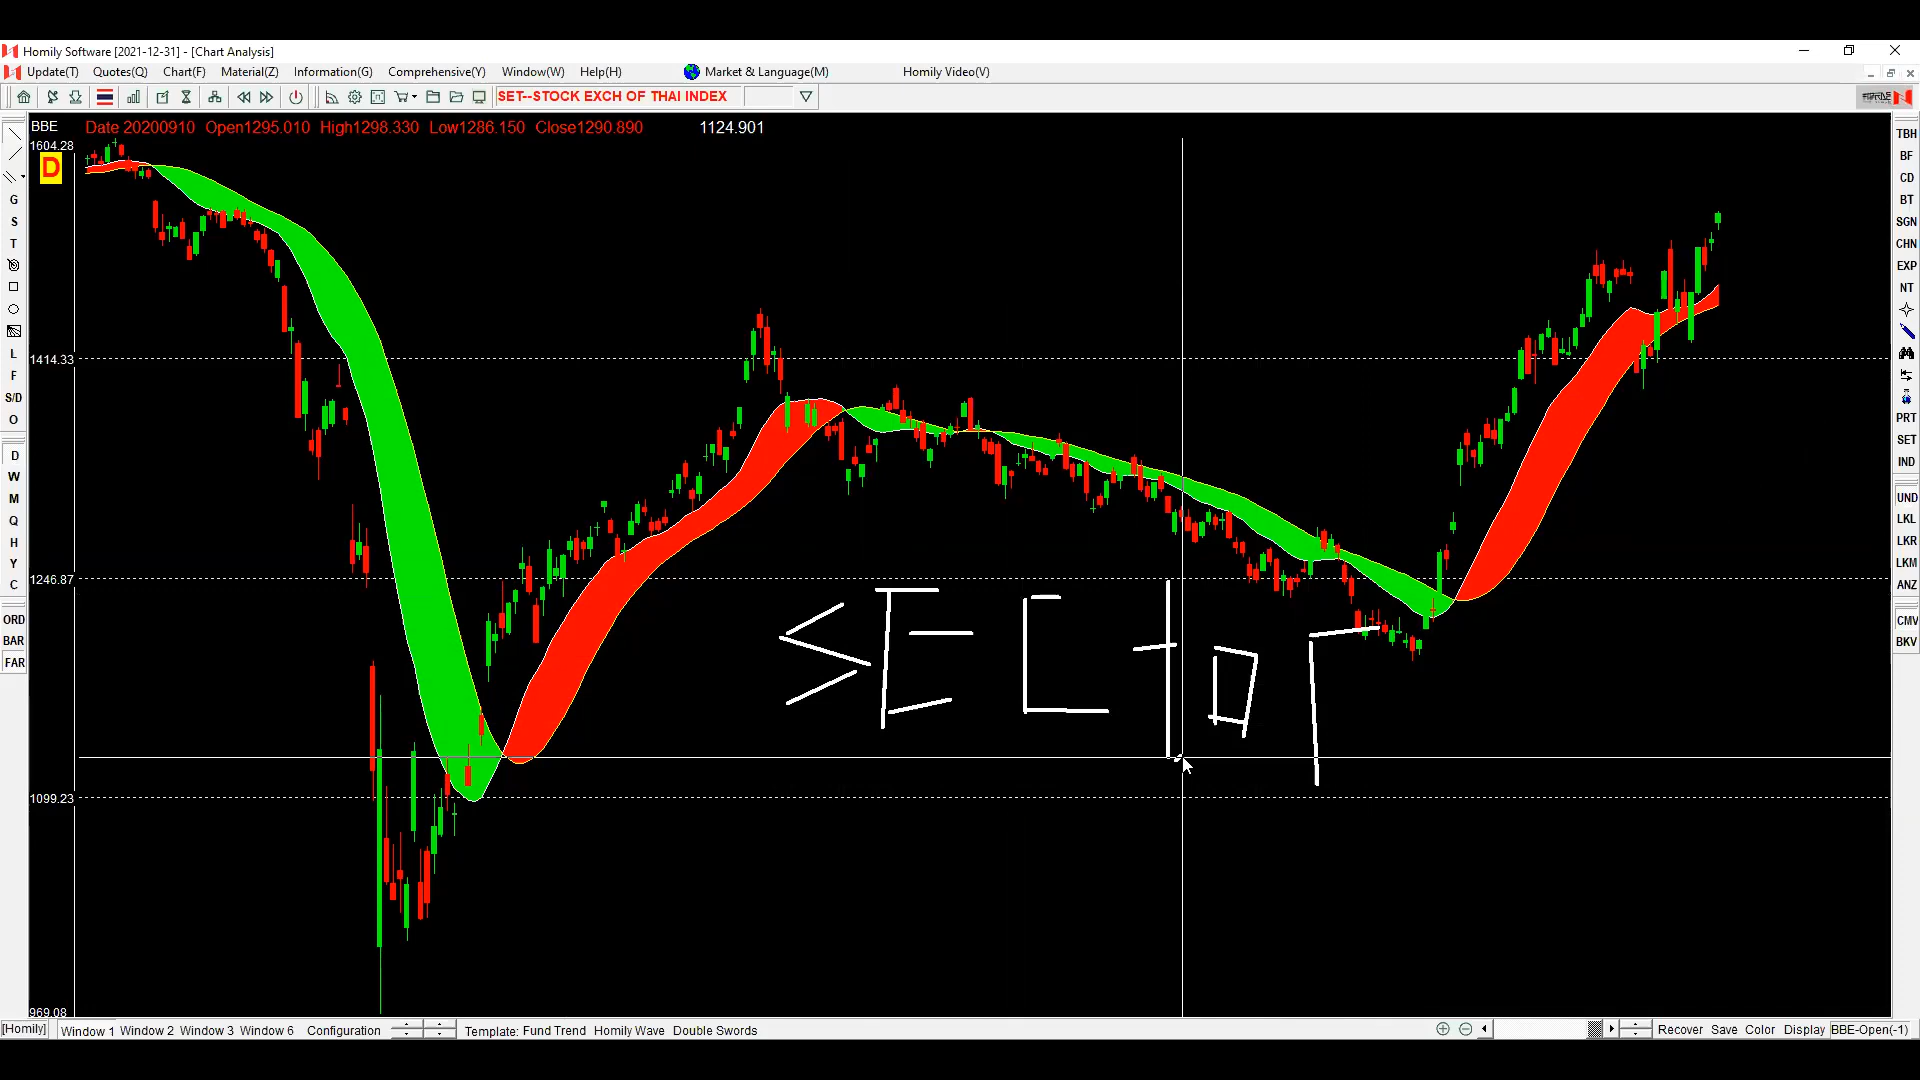 Homily Software [2021-12-31] - [Chart Analysis]
Update(T) Quotes(Q) Chart(F) Material(Z) Information(G) Comprehensive(Y) Window(W) Help(H) Market & Language(M) Homily Video(V)
SET--STOCK EXCH OF THAI INDEX
BBE Date 20200910 Open1295.010 High1298.330 Low1286.150 Close1290.890 1124.901
1604.28
D
1414.33
1246.87
1099.23
969.08
SECtor
G
S
T
L
F
S/D
O
D
W
M
Q
H
Y
C
ORD
BAR
FAR
TBH
BF
CD
BT
SGN
CHN
EXP
NT
PRT
SET
IND
UND
LKL
LKR
LKM
ANZ
CMV
BKV
[Homily] Window 1 Window 2 Window 3 Window 6 Configuration Template: Fund Trend Homily Wave Double Swords Recover Save Color Display BBE-Open(-1)